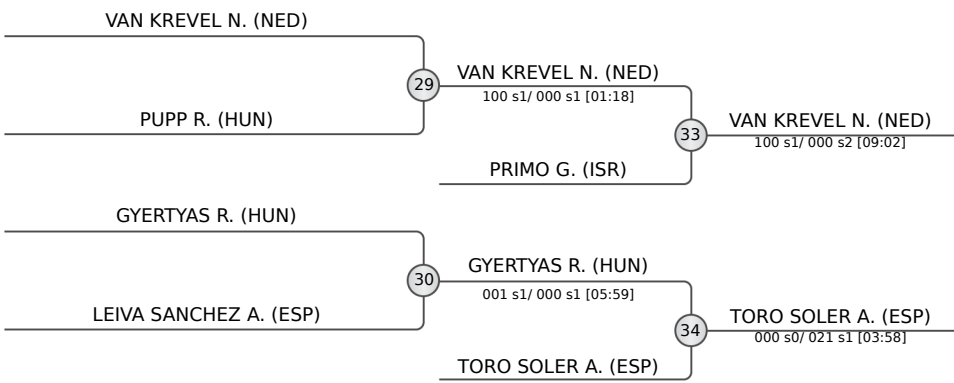 VAN KREVEL N. (NED)
29
PUPP R. (HUN)
VAN KREVEL N. (NED)
100 s1/ 000 s1 [01:18]
33
PRIMO G. (ISR)
VAN KREVEL N. (NED)
100 s1/ 000 s2 [09:02]
GYERTYAS R. (HUN)
30
LEIVA SANCHEZ A. (ESP)
GYERTYAS R. (HUN)
001 s1/ 000 s1 [05:59]
34
TORO SOLER A. (ESP)
TORO SOLER A. (ESP)
000 s0/ 021 s1 [03:58]